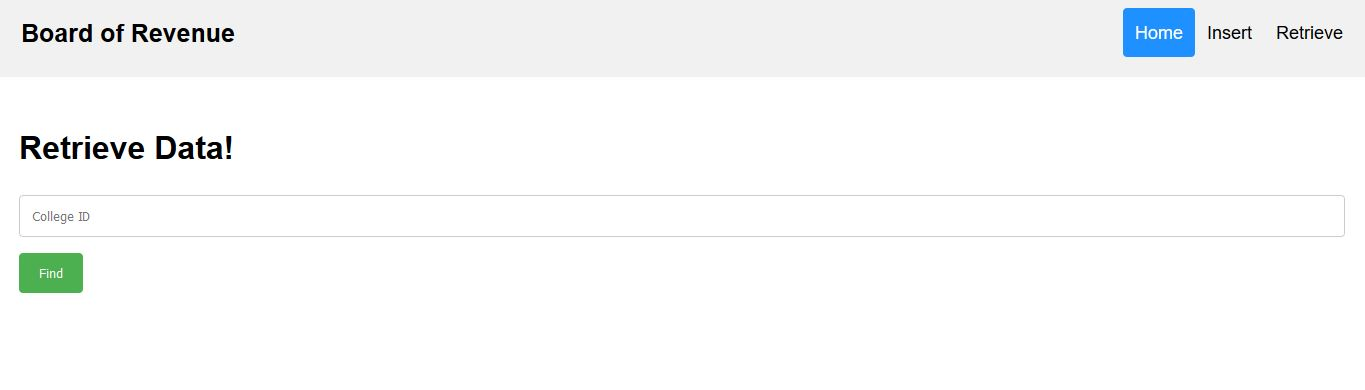 Board of Revenue
Home Insert Retrieve
Retrieve Data!
College ID
Find